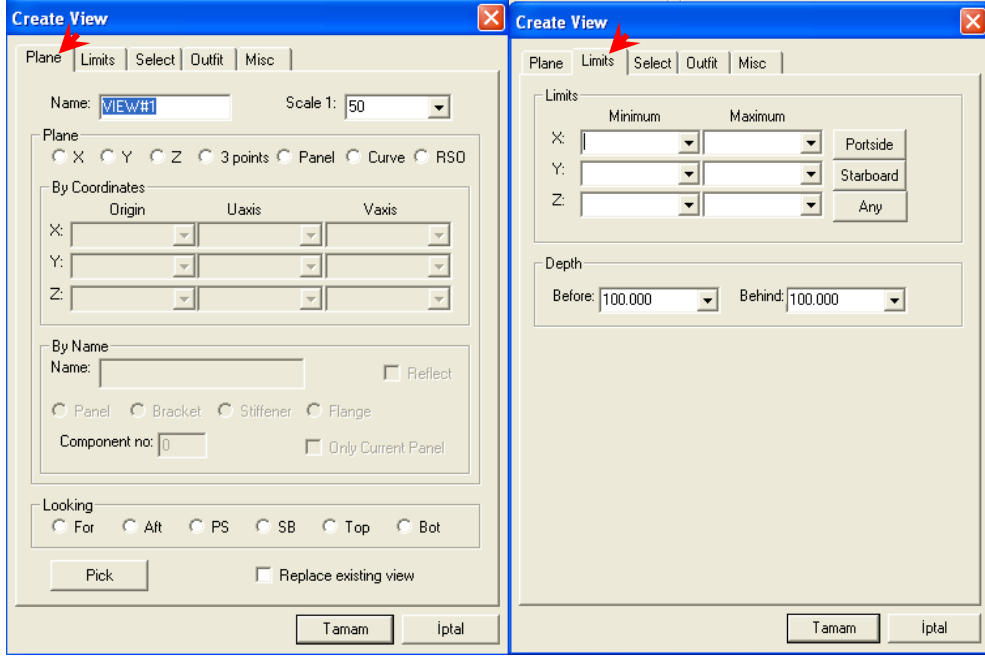 Create View
Plane Limits Select Outfit Misc
Name: VIEW#1 Scale 1: 50
Plane
X Y Z 3 points Panel Curve RSO
By Coordinates
Origin Uaxis Vaxis
X:
Y:
Z:
By Name
Name: Reflect
Panel Bracket Stiffener Flange
Component no: 0 Only Current Panel
Looking
For Aft PS SB Top Bot
Pick Replace existing view
Tamam İptal
Create View
Plane Limits Select Outfit Misc
Limits
Minimum Maximum
X: Portside
Y: Starboard
Z: Any
Depth
Before: 100.000 Behind: 100.000
Tamam İptal